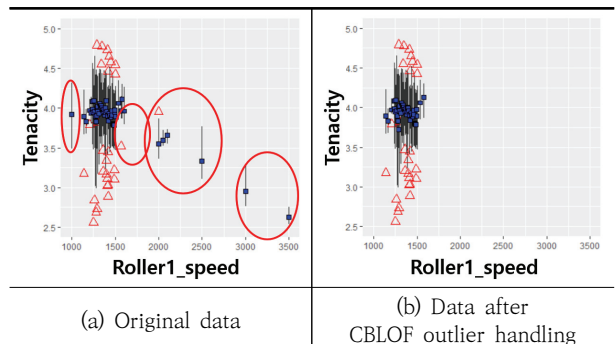 5.0
4.5
4.0
3.5
3.0
2.5
Tenacity
1000 1500 2000 2500 3000 3500
Roller1_speed
5.0
4.5
4.0
3.5
3.0
2.5
Tenacity
1000 1500 2000 2500 3000 3500
Roller1_speed
(a) Original data
(b) Data after
CBLOF outlier handling